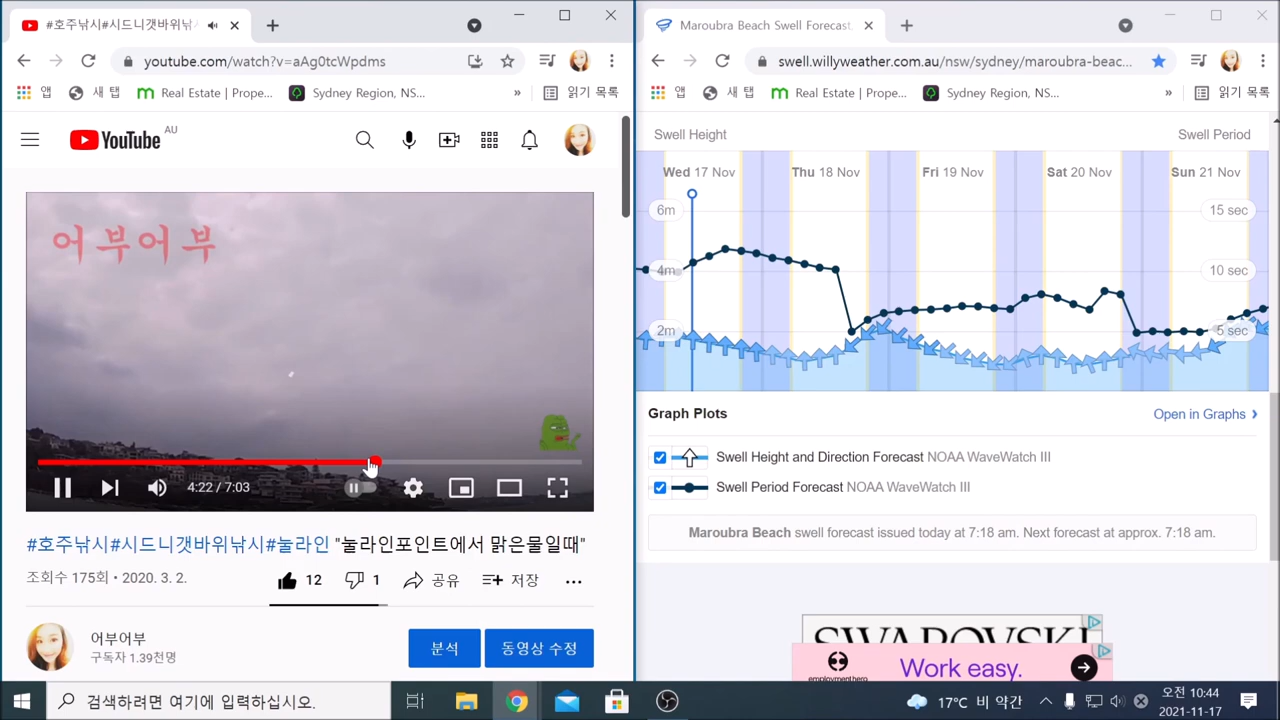 #호주낚시#시드니갯바위낚시
youtube.com/watch?v=aAg0tcWpdms
앱
새 탭
Real Estate | Prope...
Sydney Region, NS...
»
읽기 목록
YouTube
AU
어부어부
4:22 / 7:03
#호주낚시#시드니갯바위낚시#눌라인 "눌라인포인트에서 맑은물일때"
조회수 175회 • 2020. 3. 2.
12
1
공유
저장
어부어부
구독자 1.39천명
분석
동영상 수정
Maroubra Beach Swell Forecast,
swell.willyweather.com.au/nsw/sydney/maroubra-beac...
앱
새 탭
Real Estate | Prope...
Sydney Region, NS...
»
읽기 목록
Swell Height
Swell Period
Wed 17 Nov
Thu 18 Nov
Fri 19 Nov
Sat 20 Nov
Sun 21 Nov
6m
15 sec
4m
10 sec
2m
5 sec
Graph Plots
Open in Graphs
Swell Height and Direction Forecast NOAA WaveWatch III
Swell Period Forecast NOAA WaveWatch III
Maroubra Beach swell forecast issued today at 7:18 am. Next forecast at approx. 7:18 am.
SWAROVSKI
employmenthero
Work easy.
검색하려면 여기에 입력하십시오.
17°C 비 약간
오전 10:44
2021-11-17